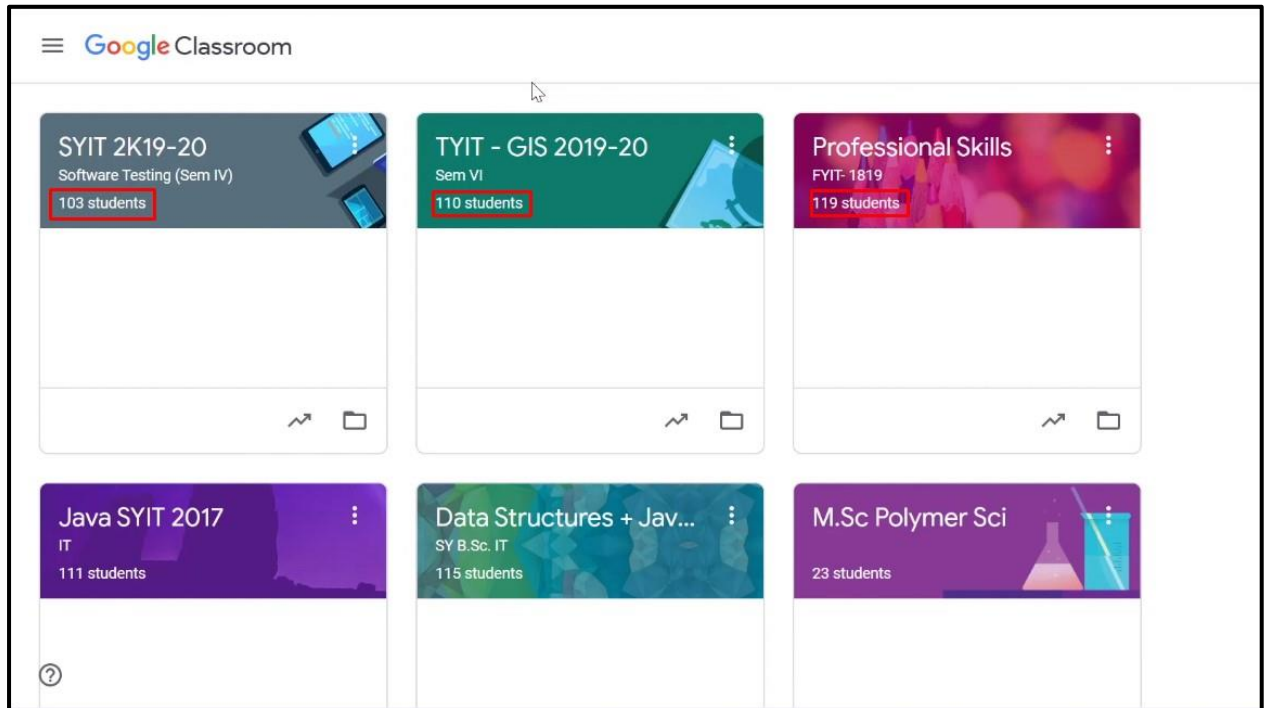 Google Classroom
SYIT 2K19-20
Software Testing (Sem IV)
103 students
TYIT - GIS 2019-20
Sem VI
110 students
Professional Skills
FYIT- 1819
119 students
Java SYIT 2017
IT
111 students
Data Structures + Jav...
SY B.Sc. IT
115 students
M.Sc Polymer Sci
23 students